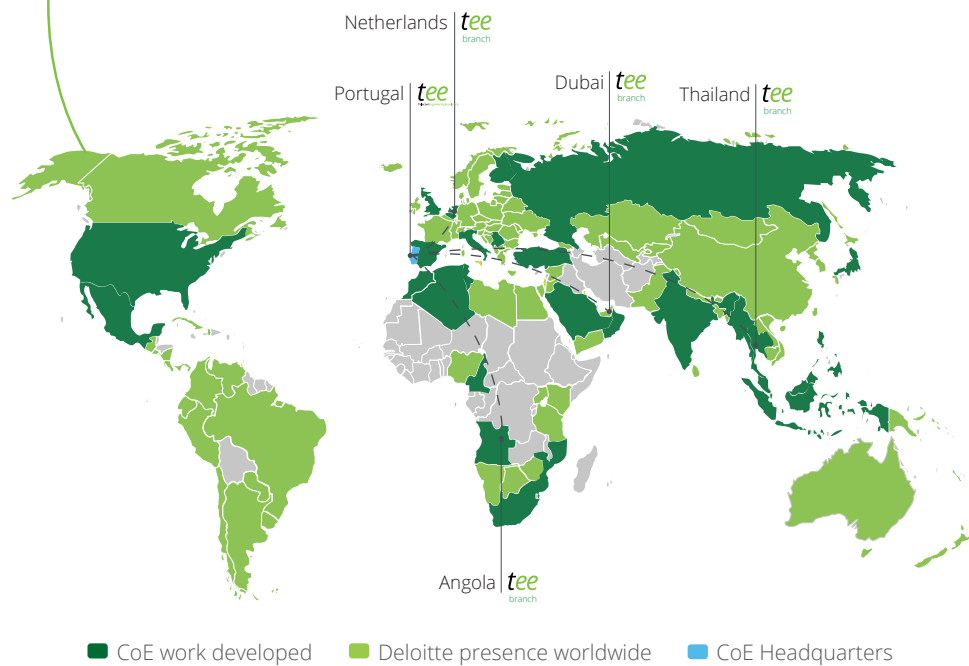 Netherlands tee
branch
Portugal tee
Dubai tee
branch
Thailand tee
branch
Angola tee
branch
CoE work developed
Deloitte presence worldwide
CoE Headquarters